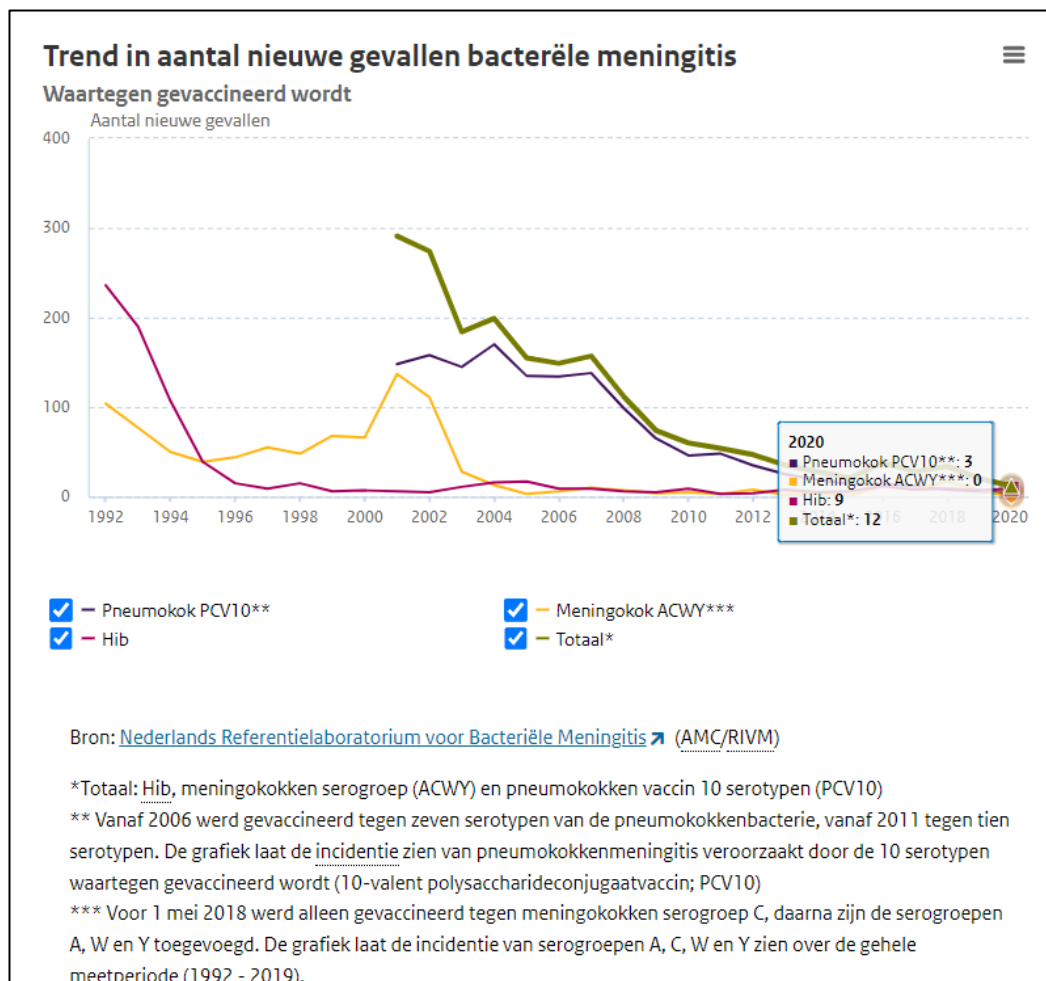 Trend in aantal nieuwe gevallen bacterële meningitis
Waartegen gevaccineerd wordt
Aantal nieuwe gevallen
400
300
200
100
0
1992 1994 1996 1998 2000 2002 2004 2006 2008 2010 2012 2014 2016 2018 2020
2020
Pneumokok PCV10**: 3
Meningokok ACWY***: 0
Hib: 9
Totaal*: 12
Pneumokok PCV10** Meningokok ACWY***
Hib Totaal*
Bron: Nederlands Referentielaboratorium voor Bacteriële Meningitis (AMC/RIVM)
*Totaal: Hib, meningokokken serogroep (ACWY) en pneumokokken vaccin 10 serotypen (PCV10)
** Vanaf 2006 werd gevaccineerd tegen zeven serotypen van de pneumokokkenbacterie, vanaf 2011 tegen tien
serotypen. De grafiek laat de incidentie zien van pneumokokkenmeningitis veroorzaakt door de 10 serotypen
waartegen gevaccineerd wordt (10-valent polysaccharideconjugaatvaccin; PCV10)
*** Voor 1 mei 2018 werd alleen gevaccineerd tegen meningokokken serogroep C, daarna zijn de serogroepen
A, W en Y toegevoegd. De grafiek laat de incidentie van serogroepen A, C, W en Y zien over de gehele
meetperiode (1992 - 2019).